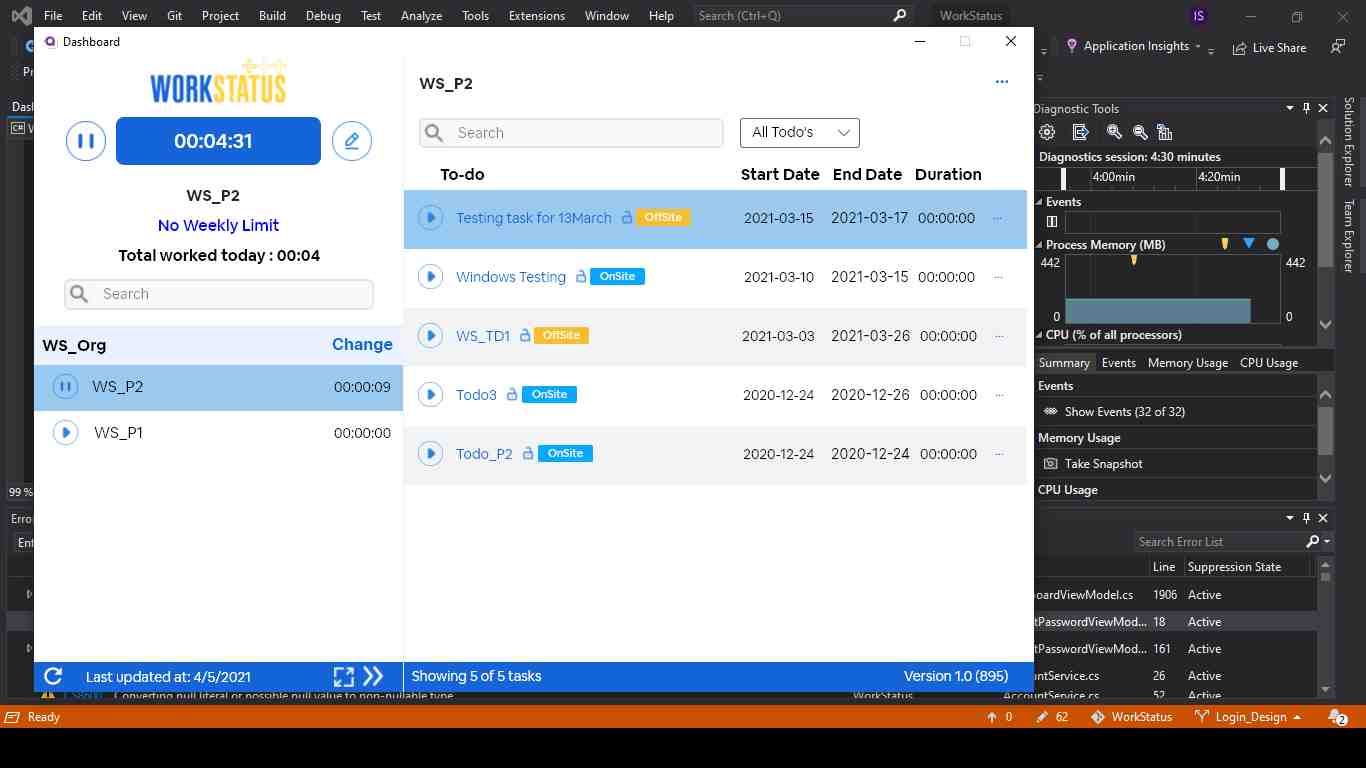 File Edit View Git Project Build Debug Test Analyze Tools Extensions Window Help Search (Ctrl+Q) WorkStatus IS
Dashboard
Application Insights
Live Share
WORKSTATUS
00:04:31
WS_P2
No Weekly Limit
Total worked today : 00:04
Search
WS_Org Change
WS_P2 00:00:09
WS_P1 00:00:00
Last updated at: 4/5/2021
WS_P2 ...
Search All Todo's
To-do Start Date End Date Duration
Testing task for 13March OffSite 2021-03-15 2021-03-17 00:00:00 ...
Windows Testing OnSite 2021-03-10 2021-03-15 00:00:00 ...
WS_TD1 OffSite 2021-03-03 2021-03-26 00:00:00 ...
Todo3 OnSite 2020-12-24 2020-12-26 00:00:00 ...
Todo_P2 OnSite 2020-12-24 2020-12-24 00:00:00 ...
Showing 5 of 5 tasks Version 1.0 (895)
Pr
Dash
C#
99 %
Erro
Ent
Diagnostic Tools
Diagnostics session: 4:30 minutes
4:00min 4:20min
Events
Process Memory (MB)
442 442
0 0
CPU (% of all processors)
Summary Events Memory Usage CPU Usage
Events
Show Events (32 of 32)
Memory Usage
Take Snapshot
CPU Usage
Solution Explorer
Team Explorer
Search Error List
Line Suppression State
oardViewModel.cs 1906 Active
tPasswordViewMod... 18 Active
tPasswordViewMod... 161 Active
ntService.cs 26 Active
CS8600 Converting null literal or possible null value to non-nullable type. WorkStatus AccountService.cs 52 Active
Ready 0 62 WorkStatus Login_Design 2